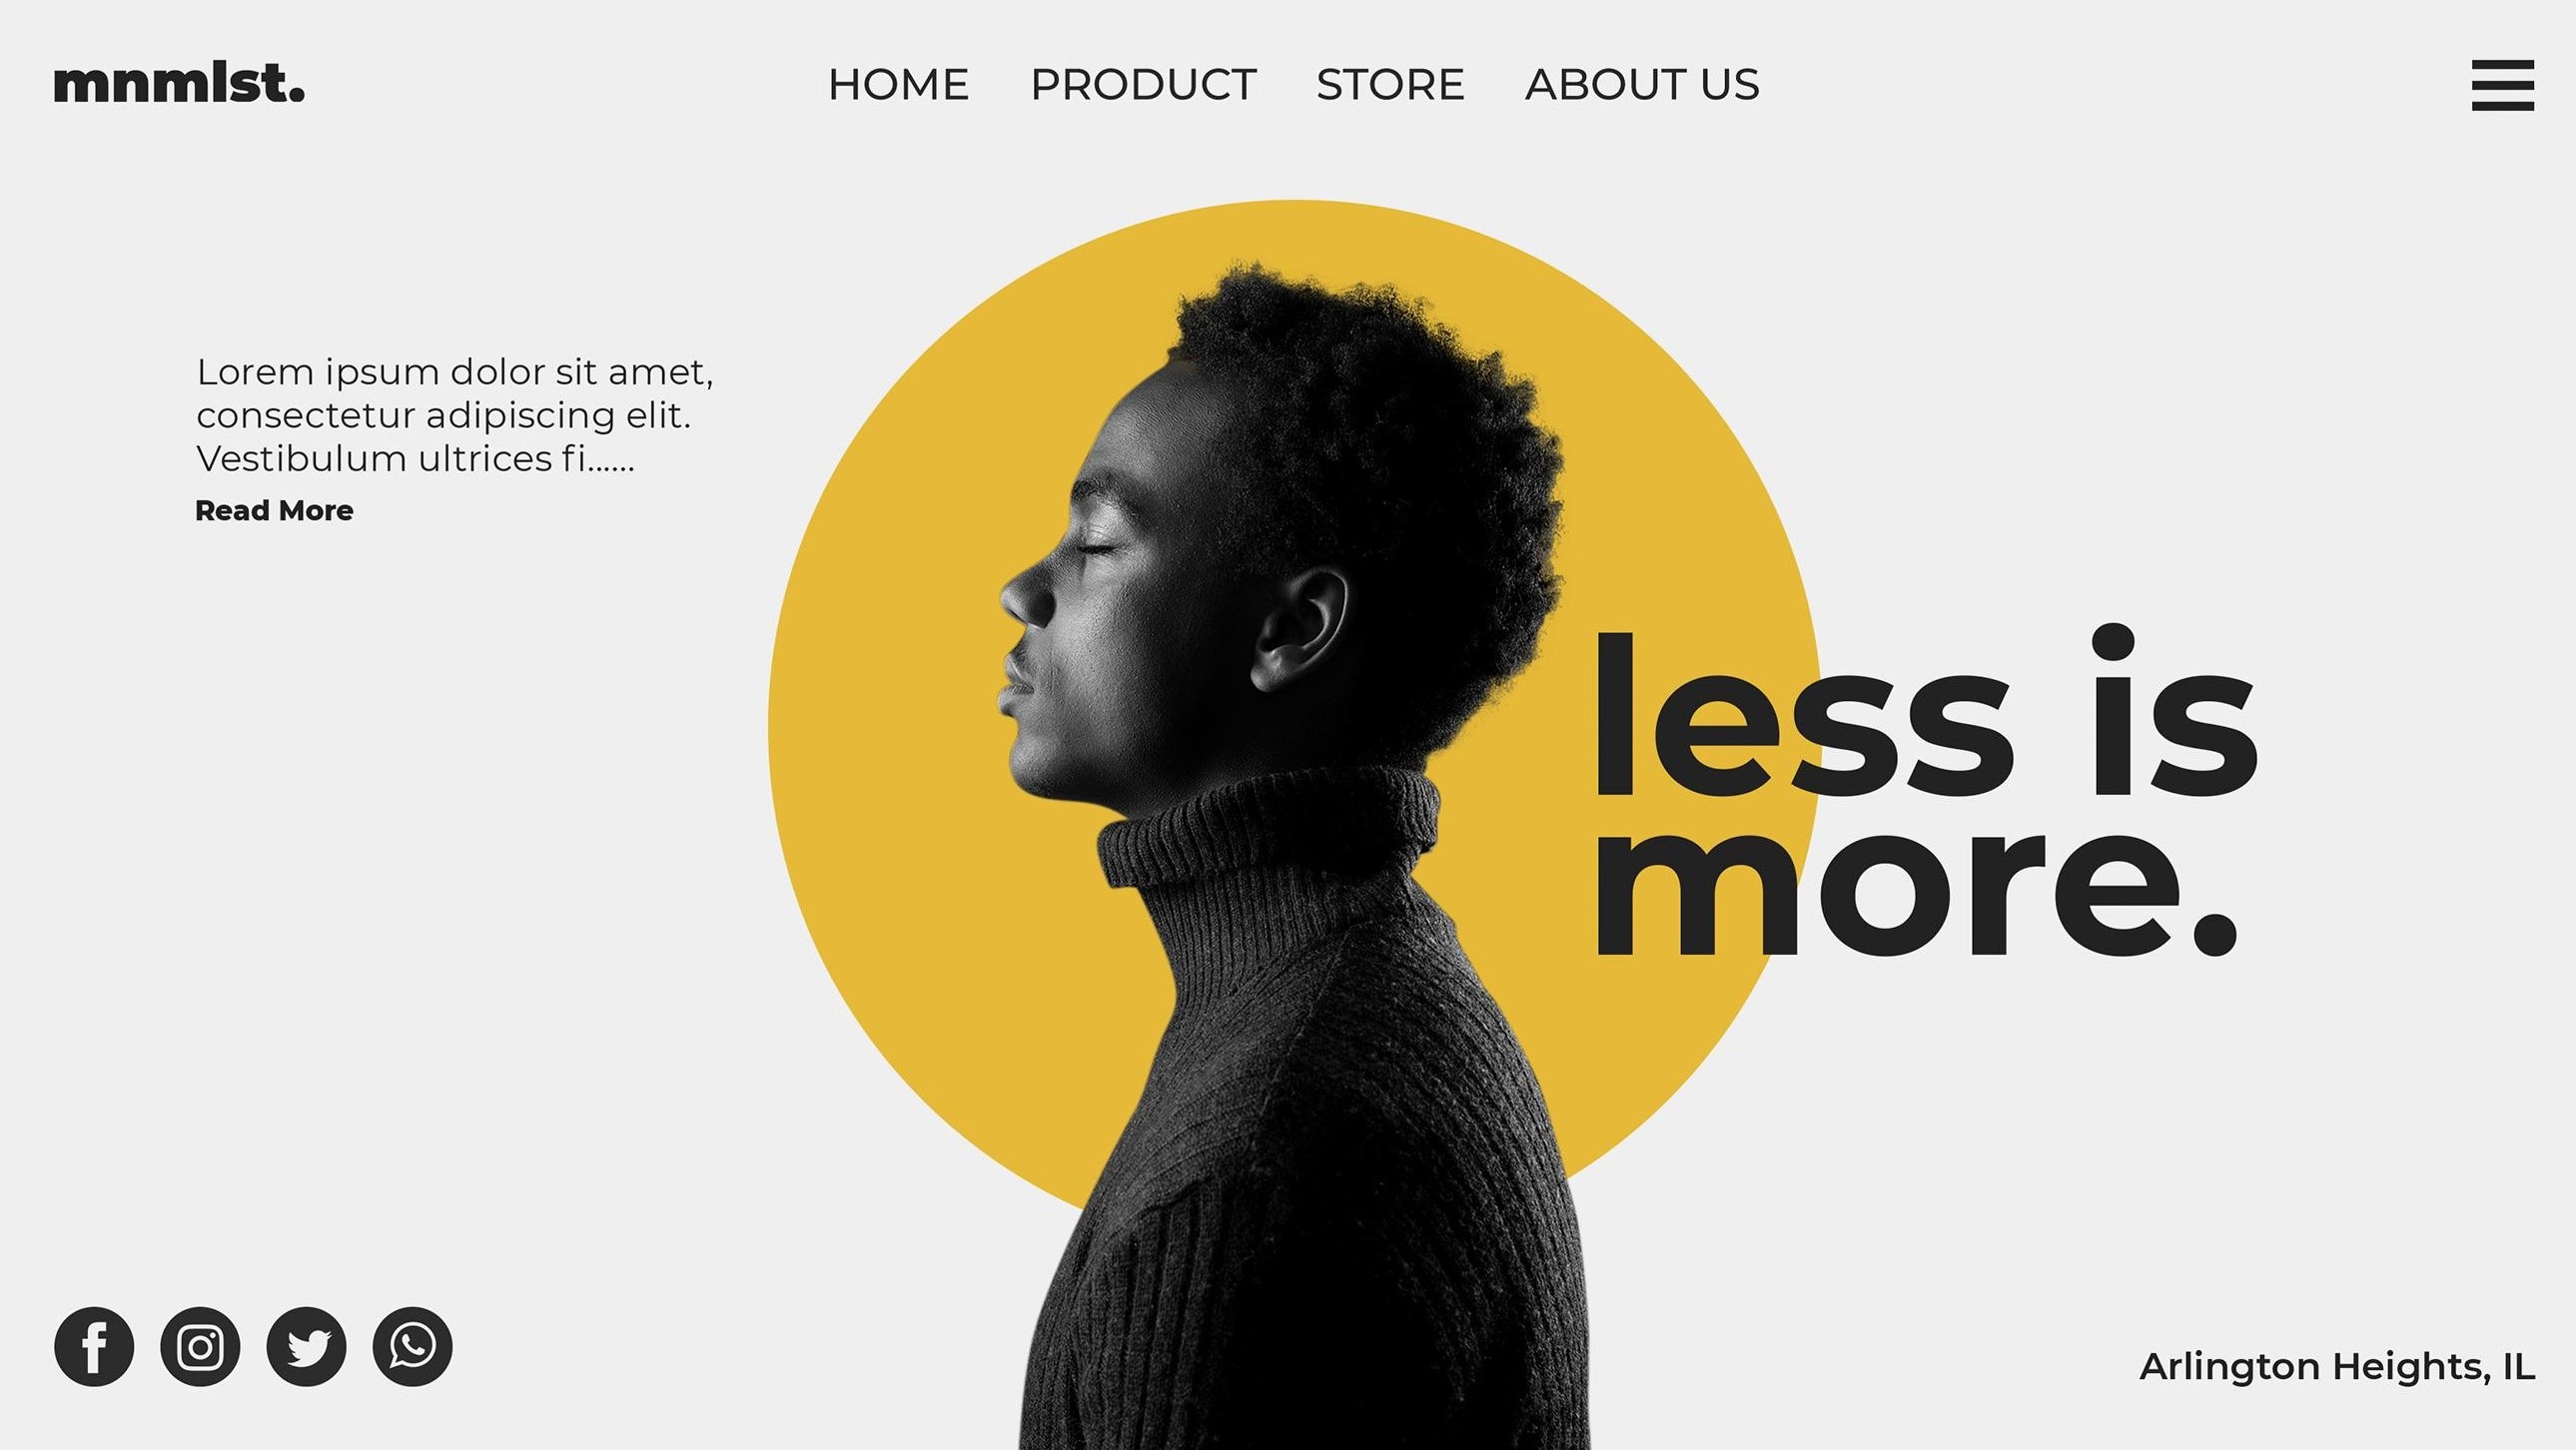 mnmlst.
HOME PRODUCT STORE ABOUT US
Lorem ipsum dolor sit amet,
consectetur adipiscing elit.
Vestibulum ultrices fi......
Read More
less is
more.
Arlington Heights, IL